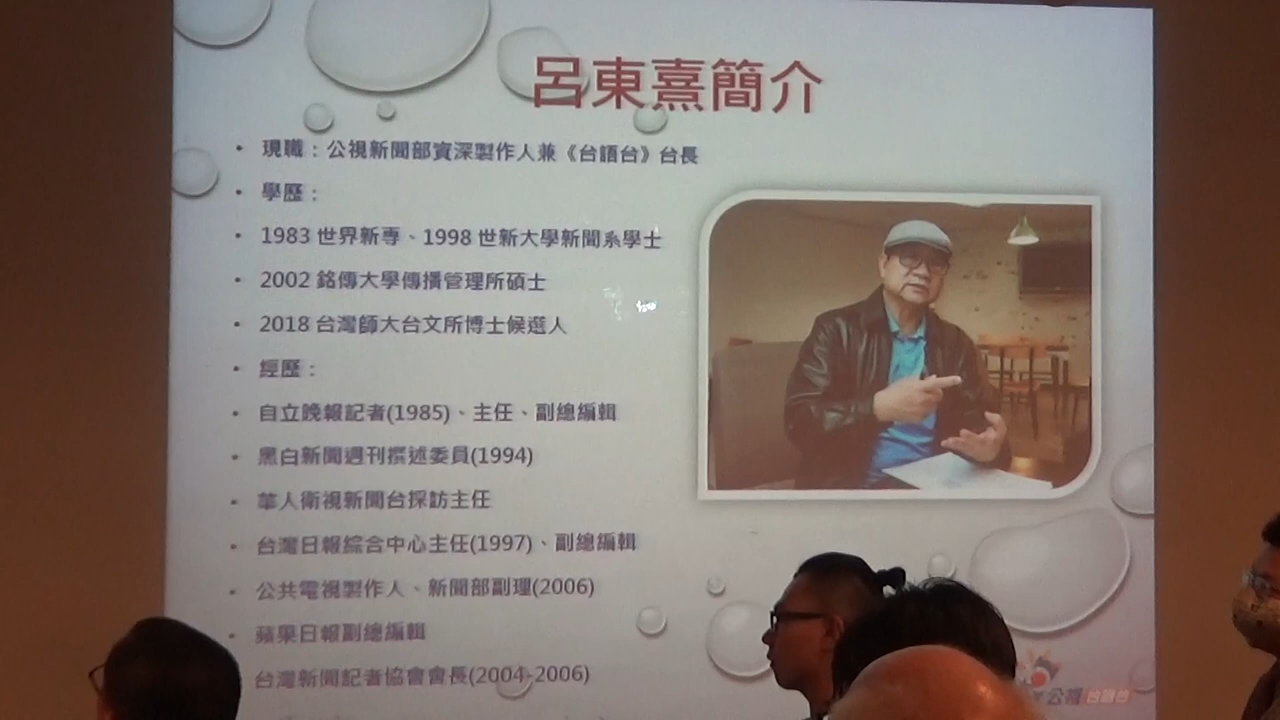 呂東熹簡介
• 現職：公視新聞部資深製作人兼《台語台》台長
• 學歷：
• 1983 世界新專、1998 世新大學新聞系學士
• 2002 銘傳大學傳播管理所碩士
• 2018 台灣師大台文所博士候選人
• 經歷：
• 自立晚報記者(1985)、主任、副總編輯
• 黑白新聞週刊撰述委員(1994)
• 華人衛視新聞台採訪主任
• 台灣日報綜合中心主任(1997)、副總編輯
• 公共電視製作人、新聞部副理(2006)
• 蘋果日報副總編輯
• 台灣新聞記者協會會長(2004-2006)
公視 台語台